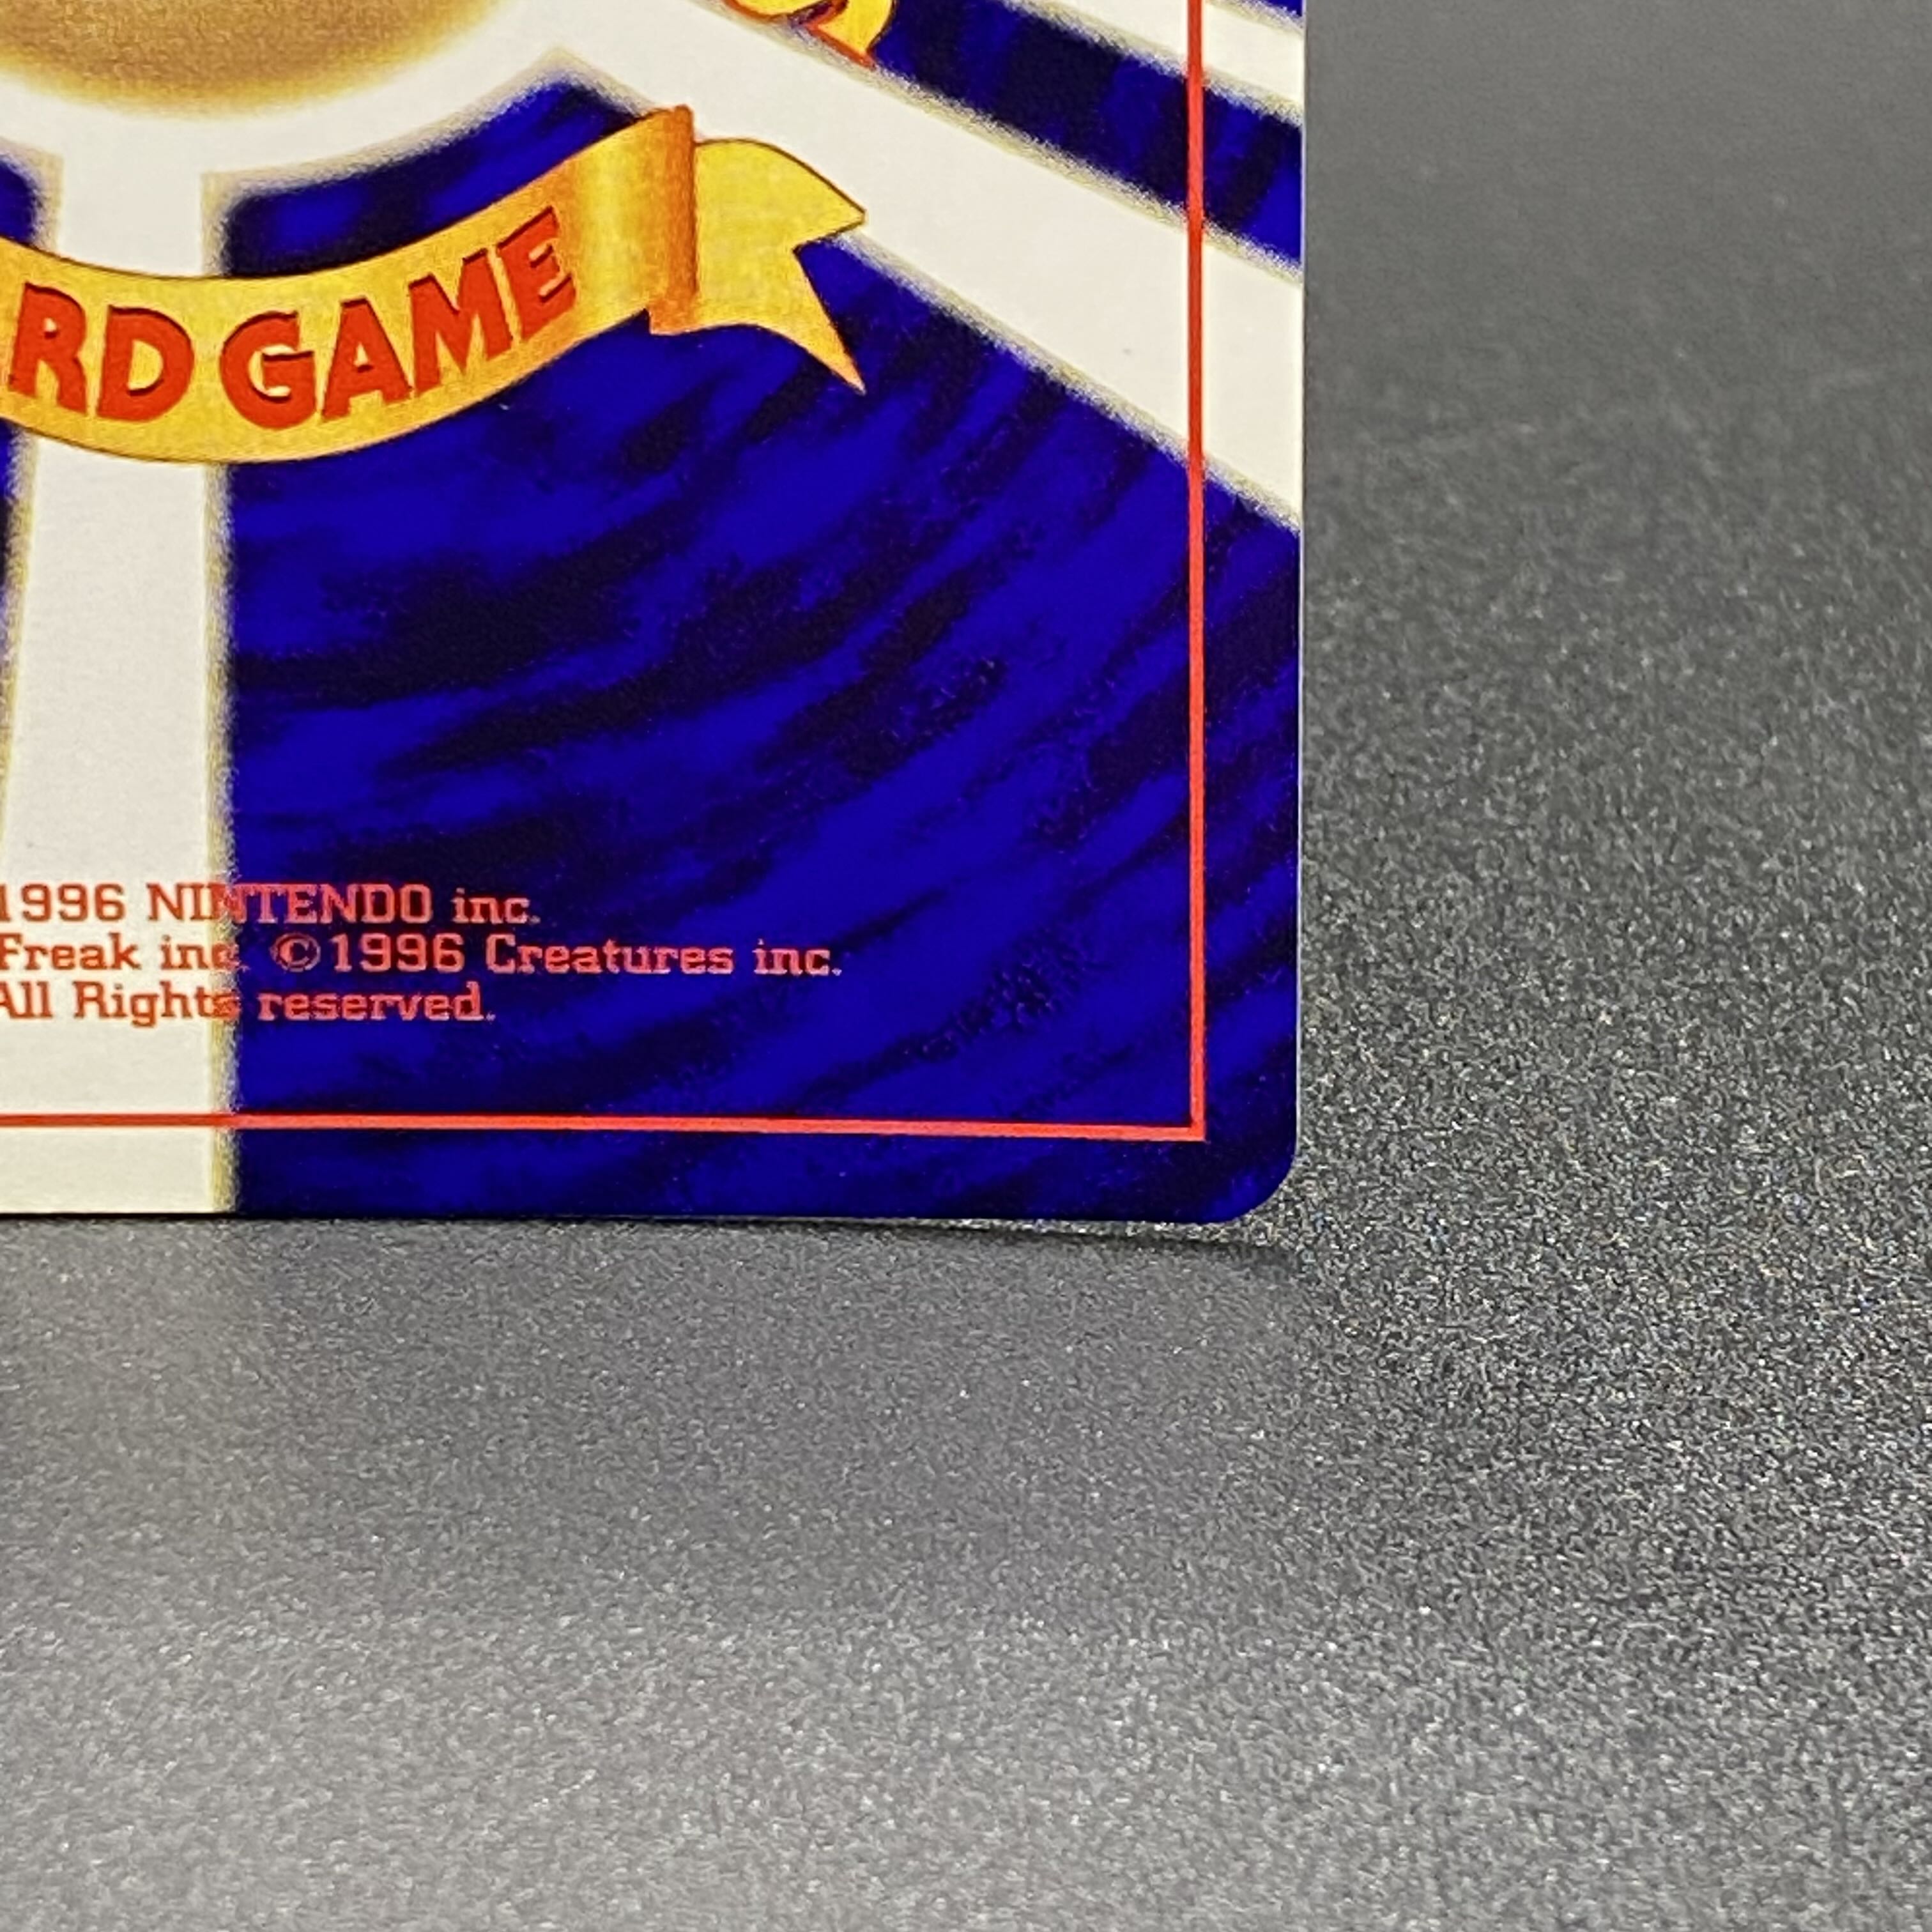 RD GAME
1996 NINTENDO inc.
Freak inc. ©1996 Creatures inc.
All Rights reserved.